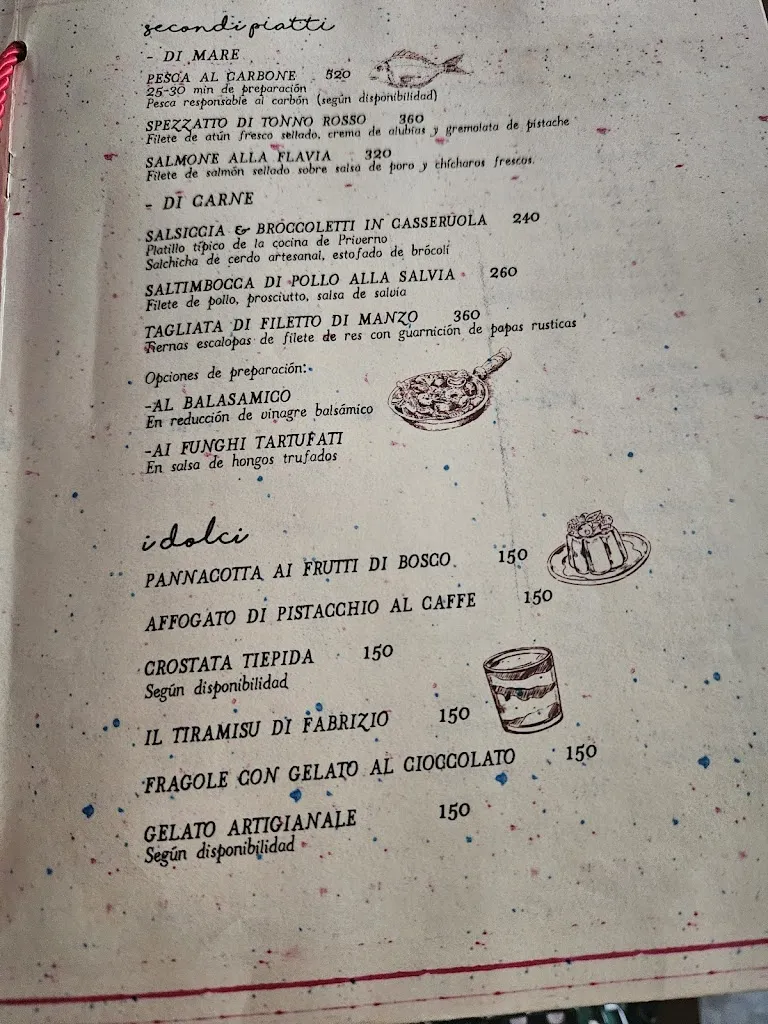 secondi piatti
- DI MARE
PESCA AL CARBONE 520
25-30 min de preparación
Pesca responsable al carbón (según disponibilidad)
SPEZZATTO DI TONNO ROSSO 360
Filete de atún fresco sellado, crema de alubias y gremolata de pistache
SALMONE ALLA FLAVIA 320
Filete de salmón sellado sobre salsa de poro y chícharos frescos.
- DI CARNE
SALSICCIA & BROCCOLETTI IN CASSERUOLA 240
Platillo típico de la cocina de Priverno
Salchicha de cerdo artesanal, estofado de brócoli
SALTIMBOCCA DI POLLO ALLA SALVIA 260
Filete de pollo, prosciutto, salsa de salvia
TAGLIATA DI FILETTO DI MANZO 360
Tiernas escalopas de filete de res con guarnición de papas rusticas
Opciones de preparación:
-AL BALASAMICO
En reducción de vinagre balsámico
-AI FUNGHI TARTUFATI
En salsa de hongos trufados
i dolci
PANNACOTTA AI FRUTTI DI BOSCO 150
AFFOGATO DI PISTACCHIO AL CAFFE 150
CROSTATA TIEPIDA 150
Según disponibilidad
IL TIRAMISU DI FABRIZIO 150
FRAGOLE CON GELATO AL CIOCCOLATO 150
GELATO ARTIGIANALE 150
Según disponibilidad